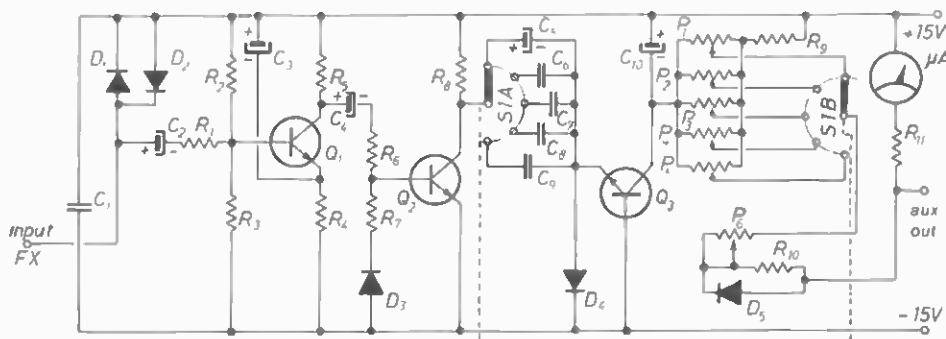 D1
D2
C3
R2
R5
R8
C5
C6
C7
C8
C9
S1A
C10
P1
P2
P3
P4
P4
R9
S1B
+15V
µA
+
-
C2
R1
+
-
C4
Q1
R6
Q2
Q3
R11
C1
R3
R4
R7
D3
D4
P6
R10
D5
aux
out
Input
FX
-15V